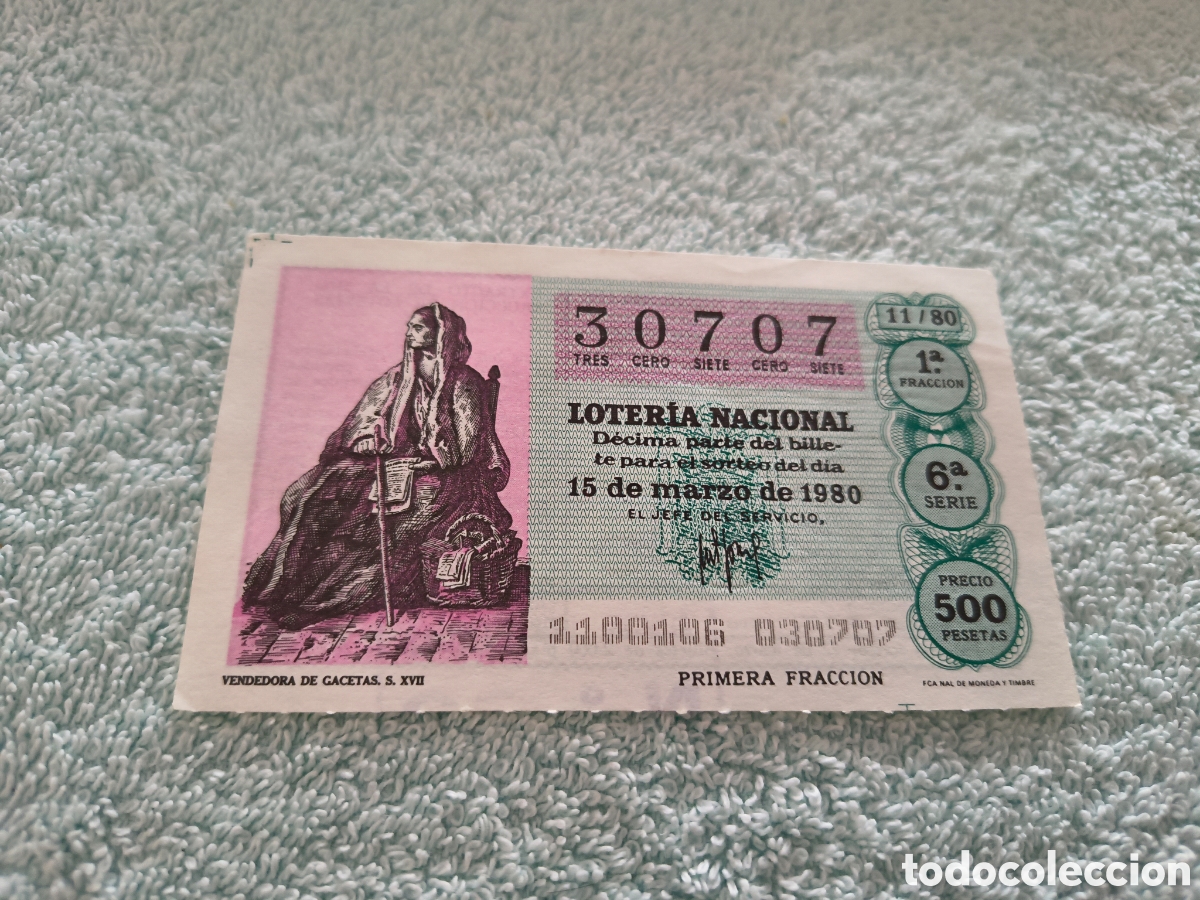 30707
TRES CERO SIETE CERO SIETE
LOTERÍA NACIONAL
Décima parte del bille-
te para el sorteo del día
15 de marzo de 1980
EL JEFE DEL SERVICIO,
1100106 030707
PRIMERA FRACCION
11/80
1ª.
FRACCION
6ª.
SERIE
PRECIO
500
PESETAS
FCA NAL DE MONEDA Y TIMBRE
VENDEDORA DE GACETAS. S. XVII
todocoleccion